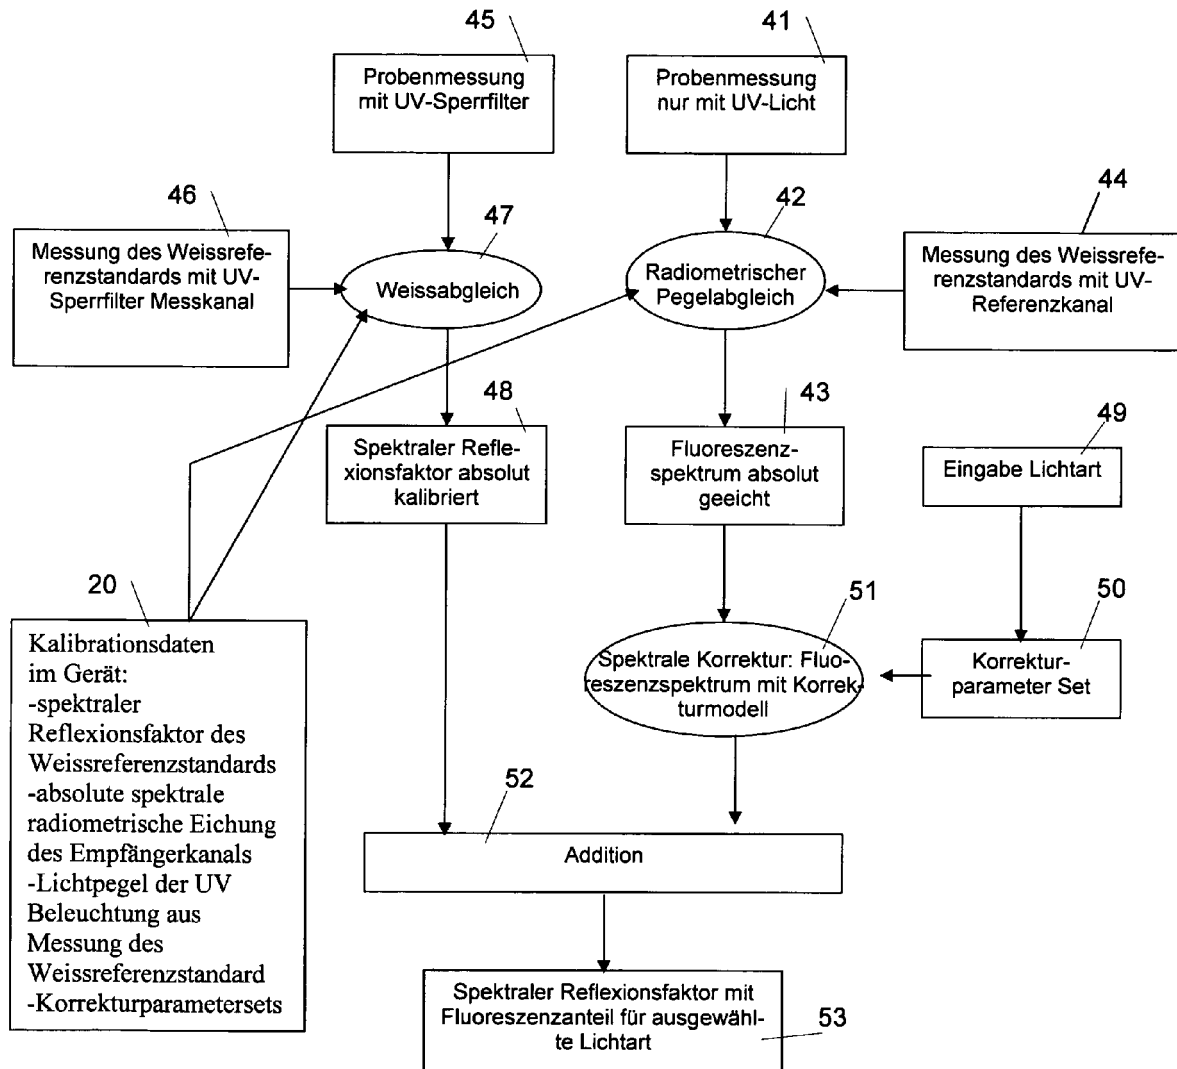 45
41
Probenmessung
mit UV-Sperrfilter
Probenmessung
nur mit UV-Licht
46
47
42
44
Messung des Weissrefe-
renzstandards mit UV-
Sperrfilter Messkanal
Weissabgleich
Radiometrischer
Pegelabgleich
Messung des Weissrefe-
renzstandards mit UV-
Referenzkanal
48
43
49
Spektraler Refle-
xionsfaktor absolut
kalibriert
Fluoreszenz-
spektrum absolut
geeicht
Eingabe Lichtart
20
51
50
Kalibrationsdaten
im Gerät:
-spektraler
Reflexionsfaktor des
Weissreferenzstandards
-absolute spektrale
radiometrische Eichung
des Empfängerkanals
-Lichtpegel der UV
Beleuchtung aus
Messung des
Weissreferenzstandard
-Korrekturparametersets
Spektrale Korrektur: Fluo-
reszenzspektrum mit Korrek-
turmodell
Korrektur-
parameter Set
52
Addition
Spektraler Reflexionsfaktor mit
Fluoreszenzanteil für ausgewähl-
te Lichtart
53